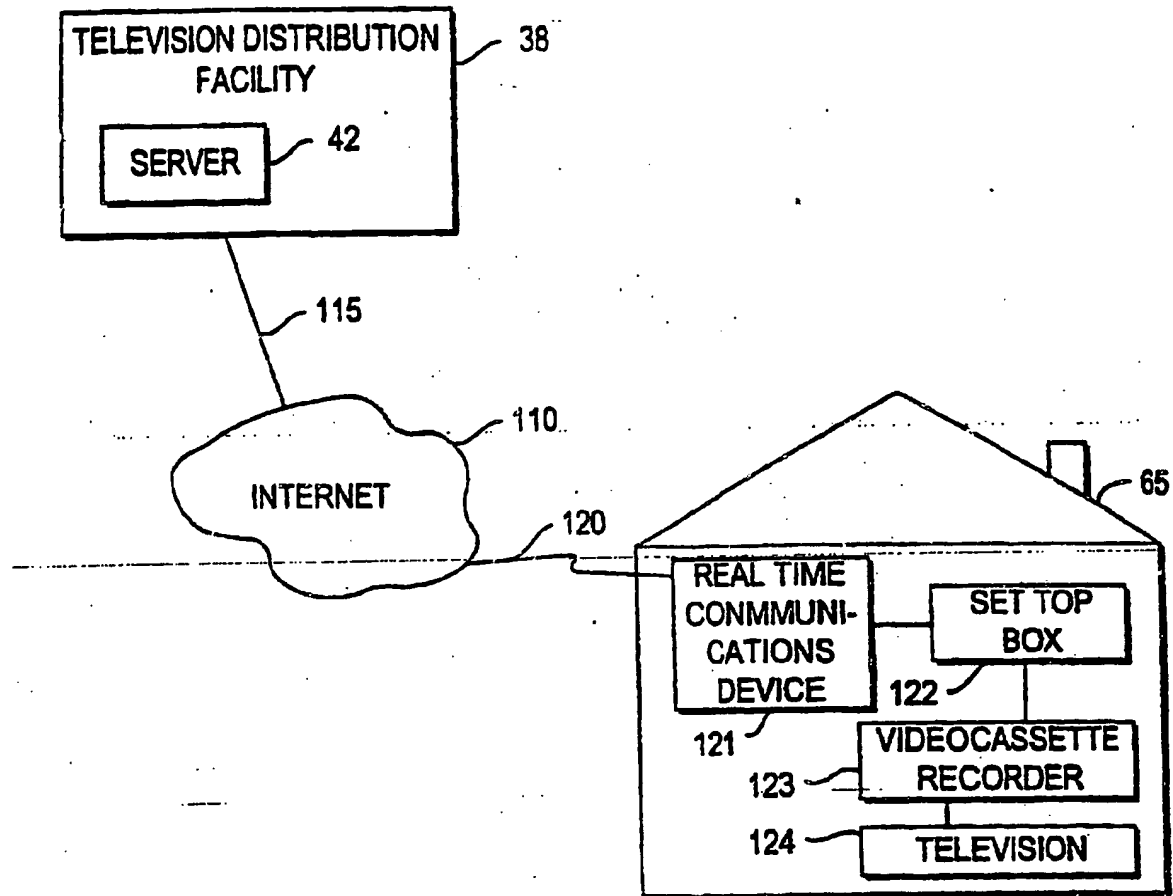 TELEVISION DISTRIBUTION
FACILITY
38
SERVER
42
115
110
INTERNET
120
65
REAL TIME
CONMMUNI-
CATIONS
DEVICE
121
SET TOP
BOX
122
VIDEOCASSETTE
RECORDER
123
TELEVISION
124